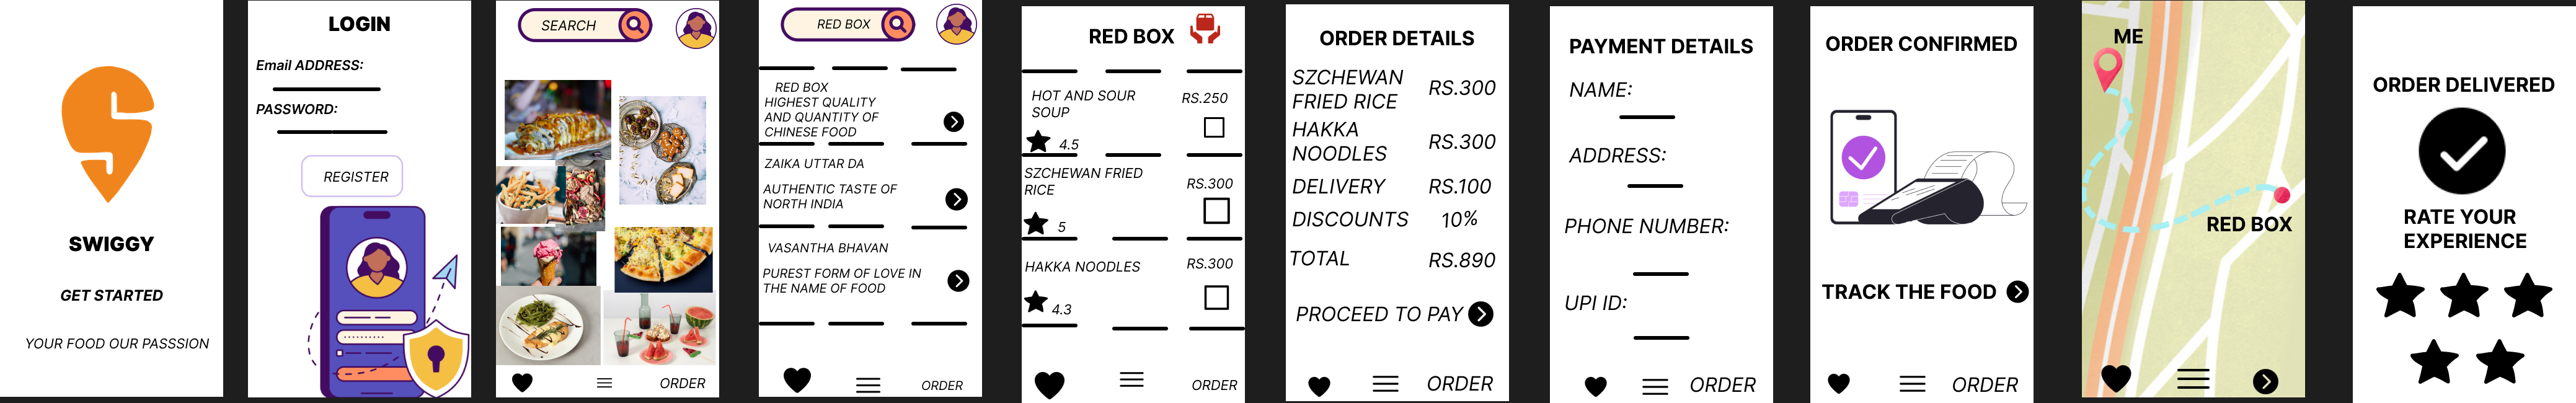 SWIGGY
GET STARTED
YOUR FOOD OUR PASSSION
LOGIN
Email ADDRESS:
PASSWORD:
REGISTER
SEARCH
ORDER
RED BOX
RED BOX
HIGHEST QUALITY
AND QUANTITY OF
CHINESE FOOD
ZAIKA UTTAR DA
AUTHENTIC TASTE OF
NORTH INDIA
VASANTHA BHAVAN
PUREST FORM OF LOVE IN
THE NAME OF FOOD
ORDER
RED BOX
HOT AND SOUR
SOUP
RS.250
4.5
SZCHEWAN FRIED
RICE
RS.300
5
HAKKA NOODLES
RS.300
4.3
ORDER
ORDER DETAILS
SZCHEWAN
FRIED RICE
RS.300
HAKKA
NOODLES
RS.300
DELIVERY RS.100
DISCOUNTS 10%
TOTAL RS.890
PROCEED TO PAY
ORDER
PAYMENT DETAILS
NAME:
ADDRESS:
PHONE NUMBER:
UPI ID:
ORDER
ORDER CONFIRMED
TRACK THE FOOD
ORDER
ME
RED BOX
ORDER DELIVERED
RATE YOUR
EXPERIENCE